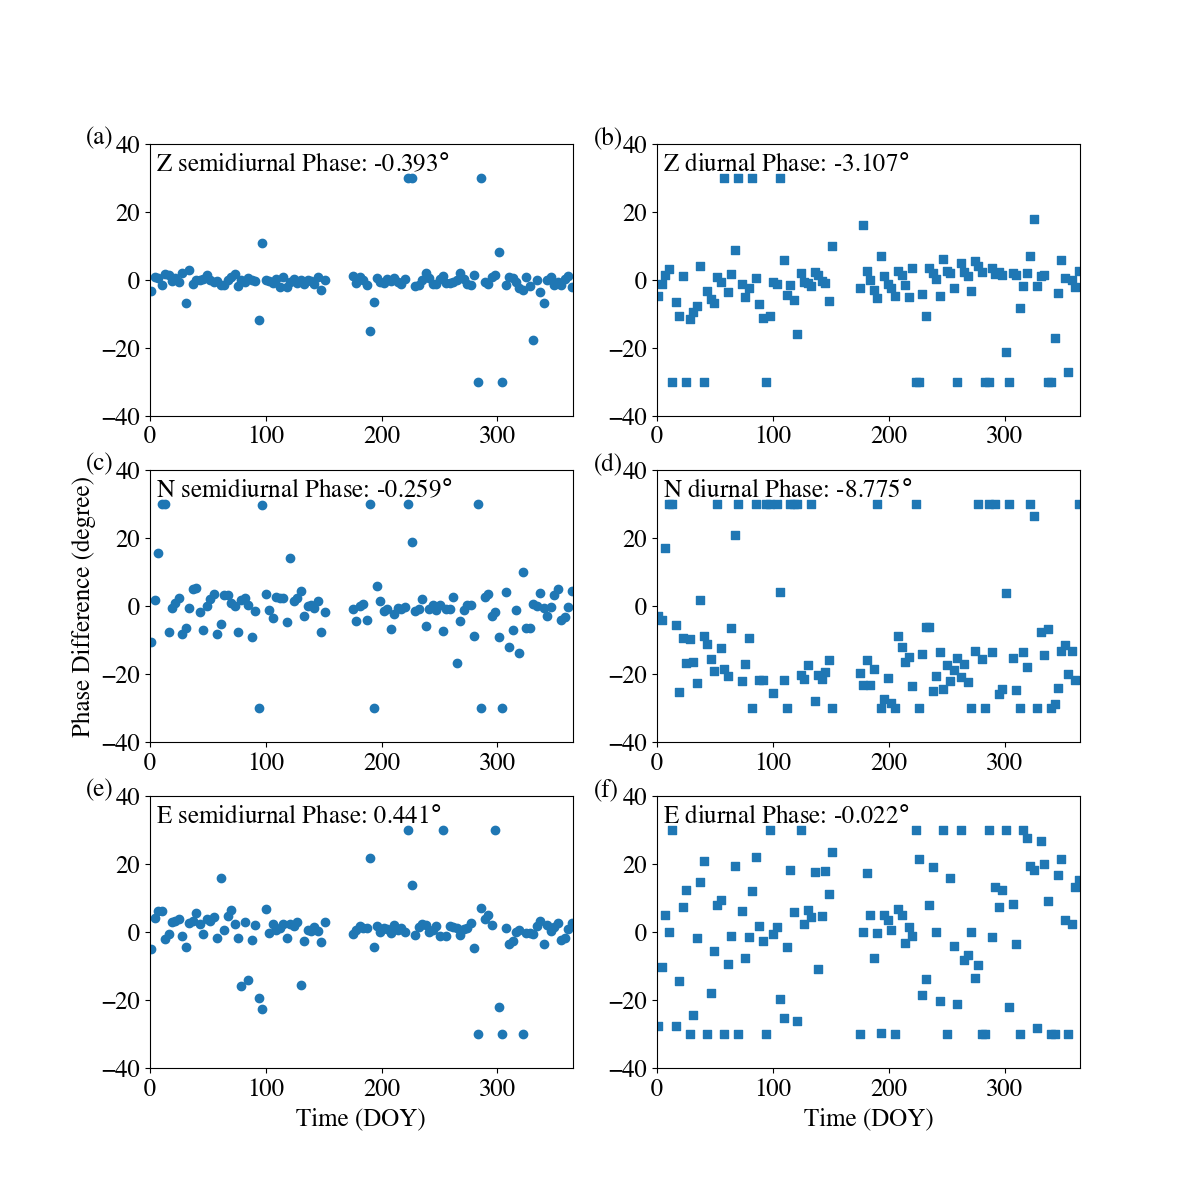 (a)
Z semidiurnal Phase: -0.393°
40
20
0
−20
−40
0 100 200 300
(b)
Z diurnal Phase: -3.107°
40
20
0
−20
−40
0 100 200 300
(c)
N semidiurnal Phase: -0.259°
40
20
0
−20
−40
0 100 200 300
Phase Difference (degree)
(d)
N diurnal Phase: -8.775°
40
20
0
−20
−40
0 100 200 300
(e)
E semidiurnal Phase: 0.441°
40
20
0
−20
−40
0 100 200 300
Time (DOY)
(f)
E diurnal Phase: -0.022°
40
20
0
−20
−40
0 100 200 300
Time (DOY)